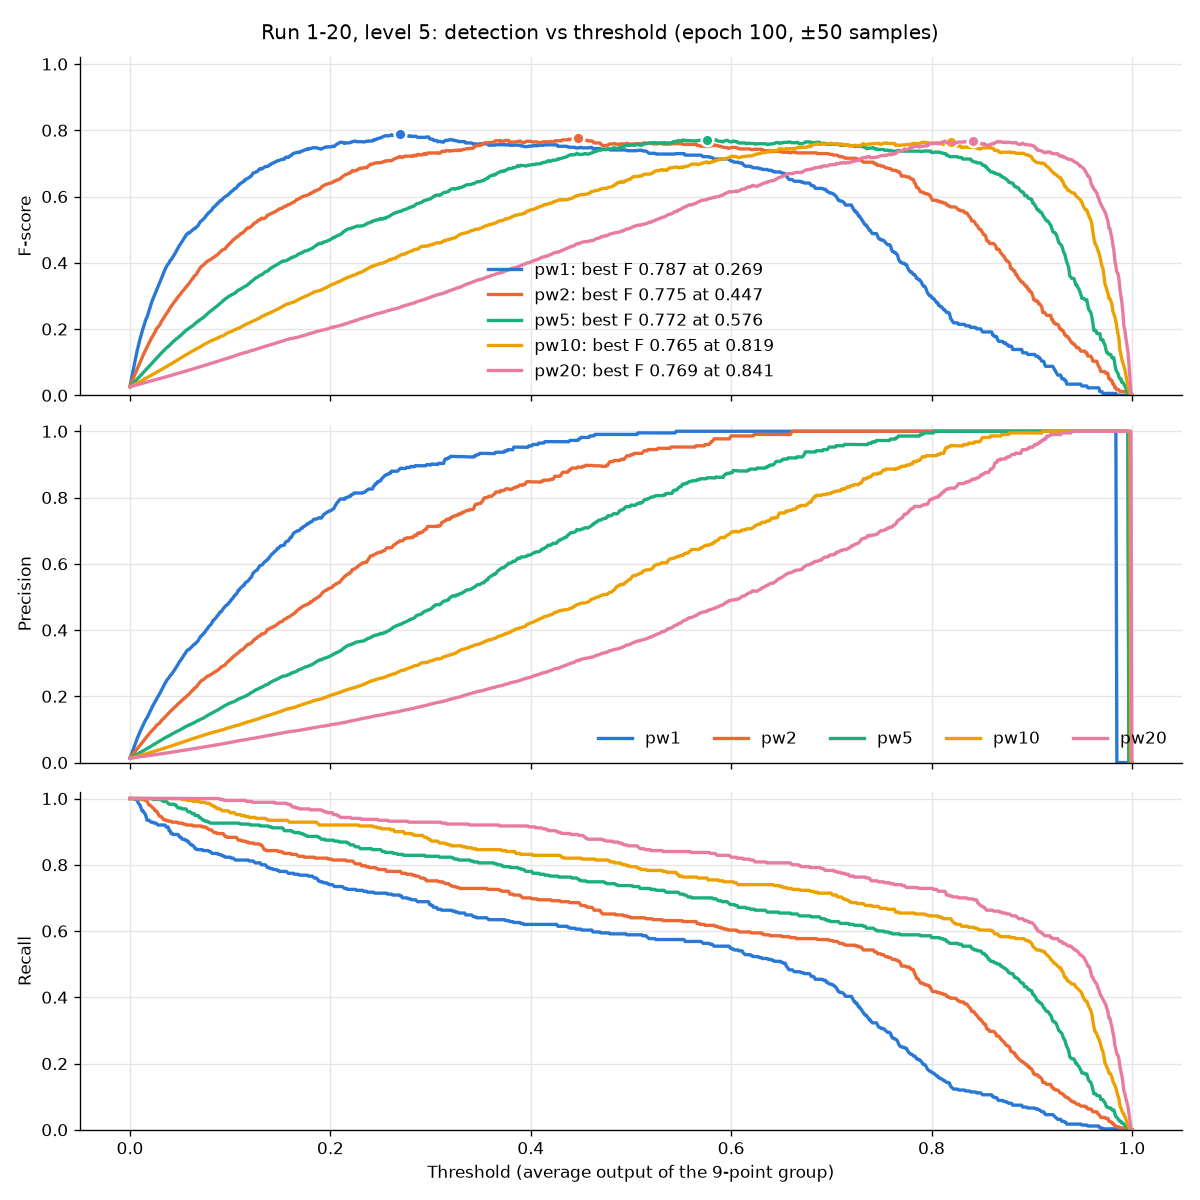 Run 1-20, level 5: detection vs threshold (epoch 100, ±50 samples)
1.0
0.8
0.6
0.4
0.2
0.0
F-score
pw1: best F 0.787 at 0.269
pw2: best F 0.775 at 0.447
pw5: best F 0.772 at 0.576
pw10: best F 0.765 at 0.819
pw20: best F 0.769 at 0.841
1.0
0.8
0.6
0.4
0.2
0.0
Precision
pw1 pw2 pw5 pw10 pw20
1.0
0.8
0.6
0.4
0.2
0.0
Recall
0.0 0.2 0.4 0.6 0.8 1.0
Threshold (average output of the 9-point group)